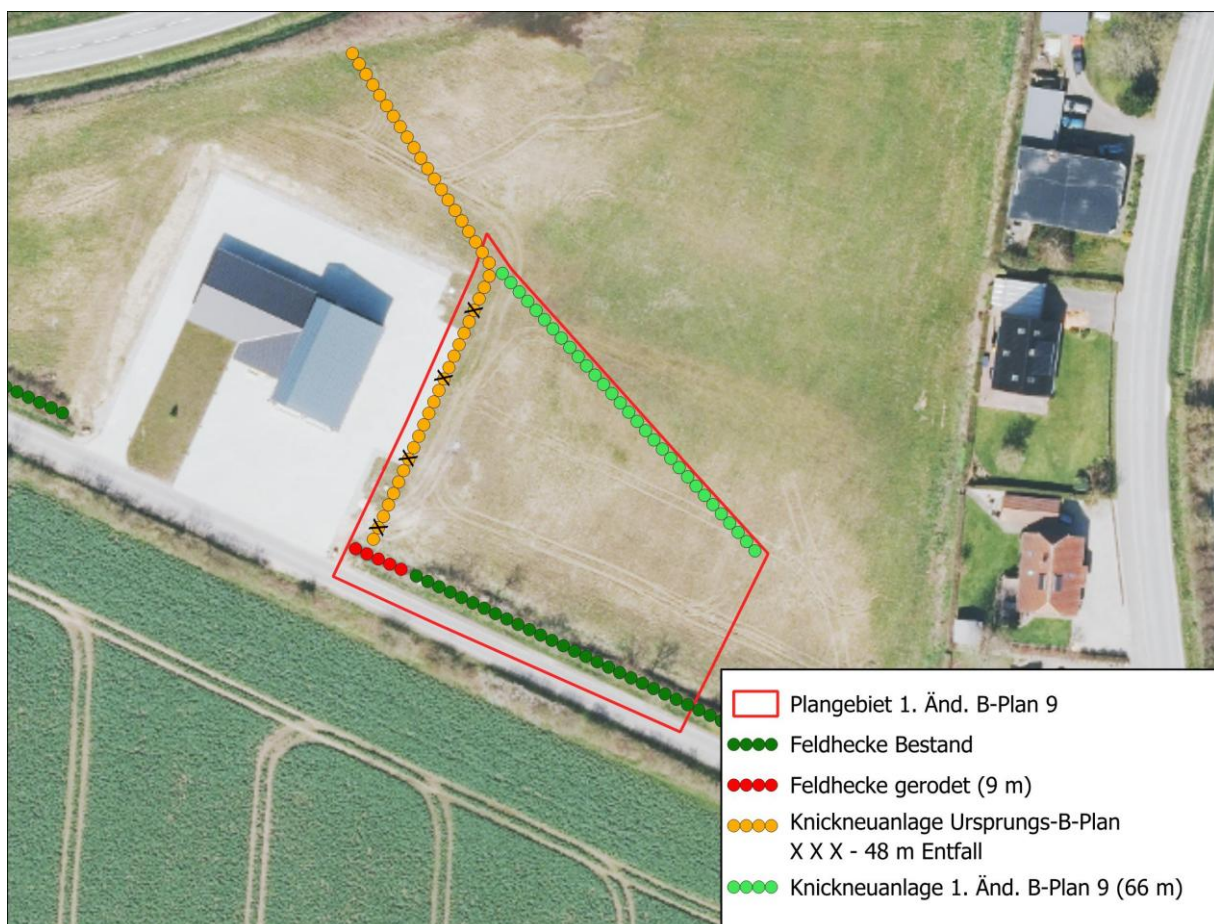 X
X
X
X
Plangebiet 1. Änd. B-Plan 9
Feldhecke Bestand
Feldhecke gerodet (9 m)
Knickneuanlage Ursprungs-B-Plan
X X X - 48 m Entfall
Knickneuanlage 1. Änd. B-Plan 9 (66 m)